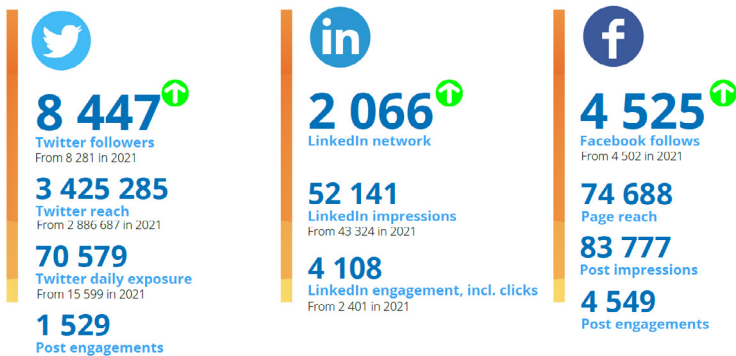 8 447
Twitter followers
From 8 281 in 2021
3 425 285
Twitter reach
From 2 886 687 in 2021
70 579
Twitter daily exposure
From 15 599 in 2021
1 529
Post engagements
in
2 066
LinkedIn network
52 141
LinkedIn impressions
From 43 324 in 2021
4 108
LinkedIn engagement, incl. clicks
From 2 401 in 2021
f
4 525
Facebook follows
From 4 502 in 2021
74 688
Page reach
83 777
Post impressions
4 549
Post engagements